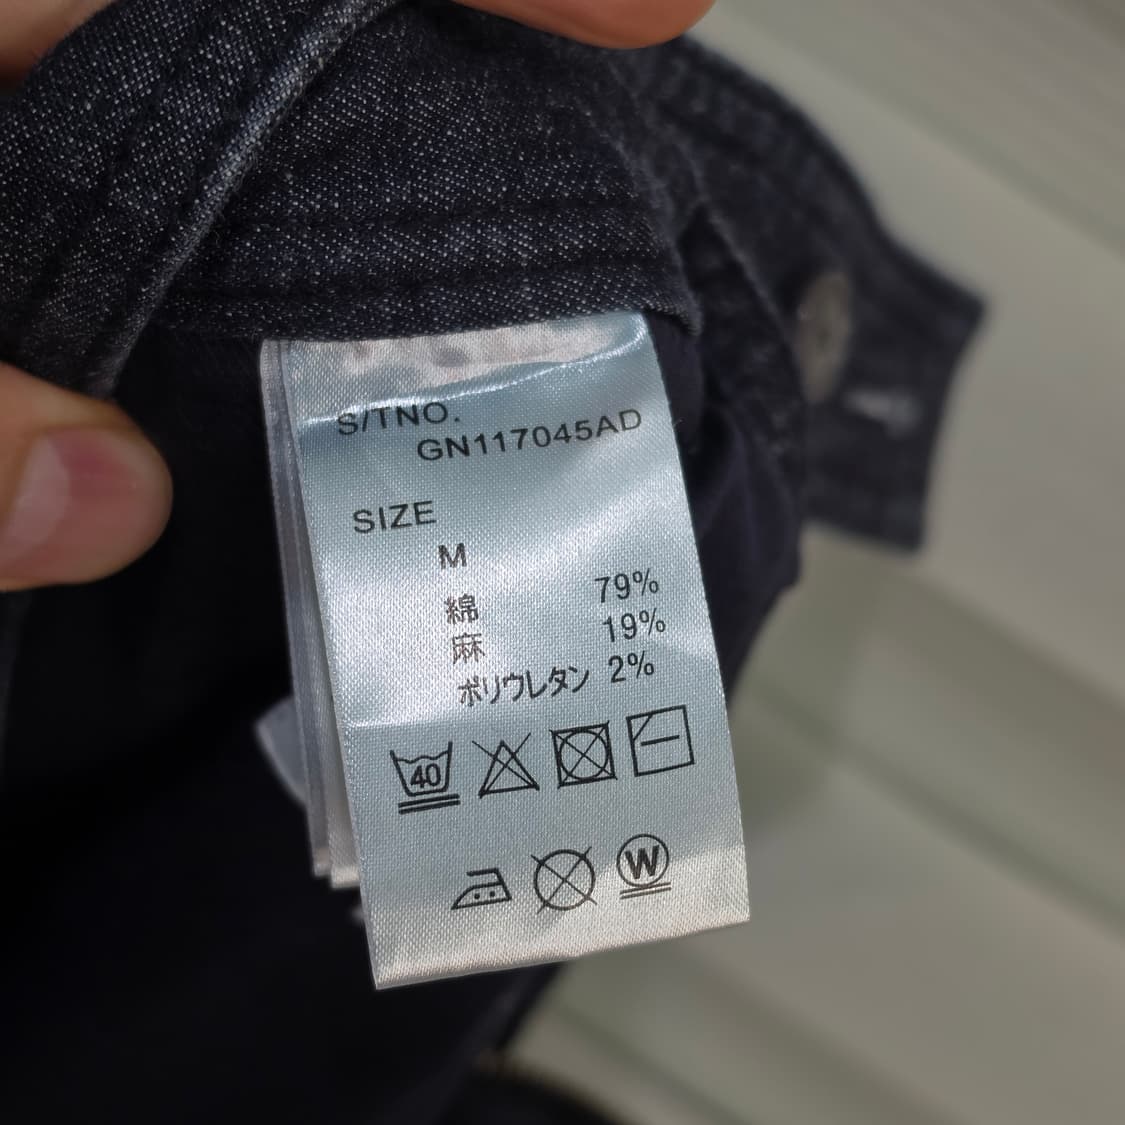 S/TNO.
GN117045AD
SIZE
M
綿 79%
麻 19%
ポリウレタン 2%
40
W